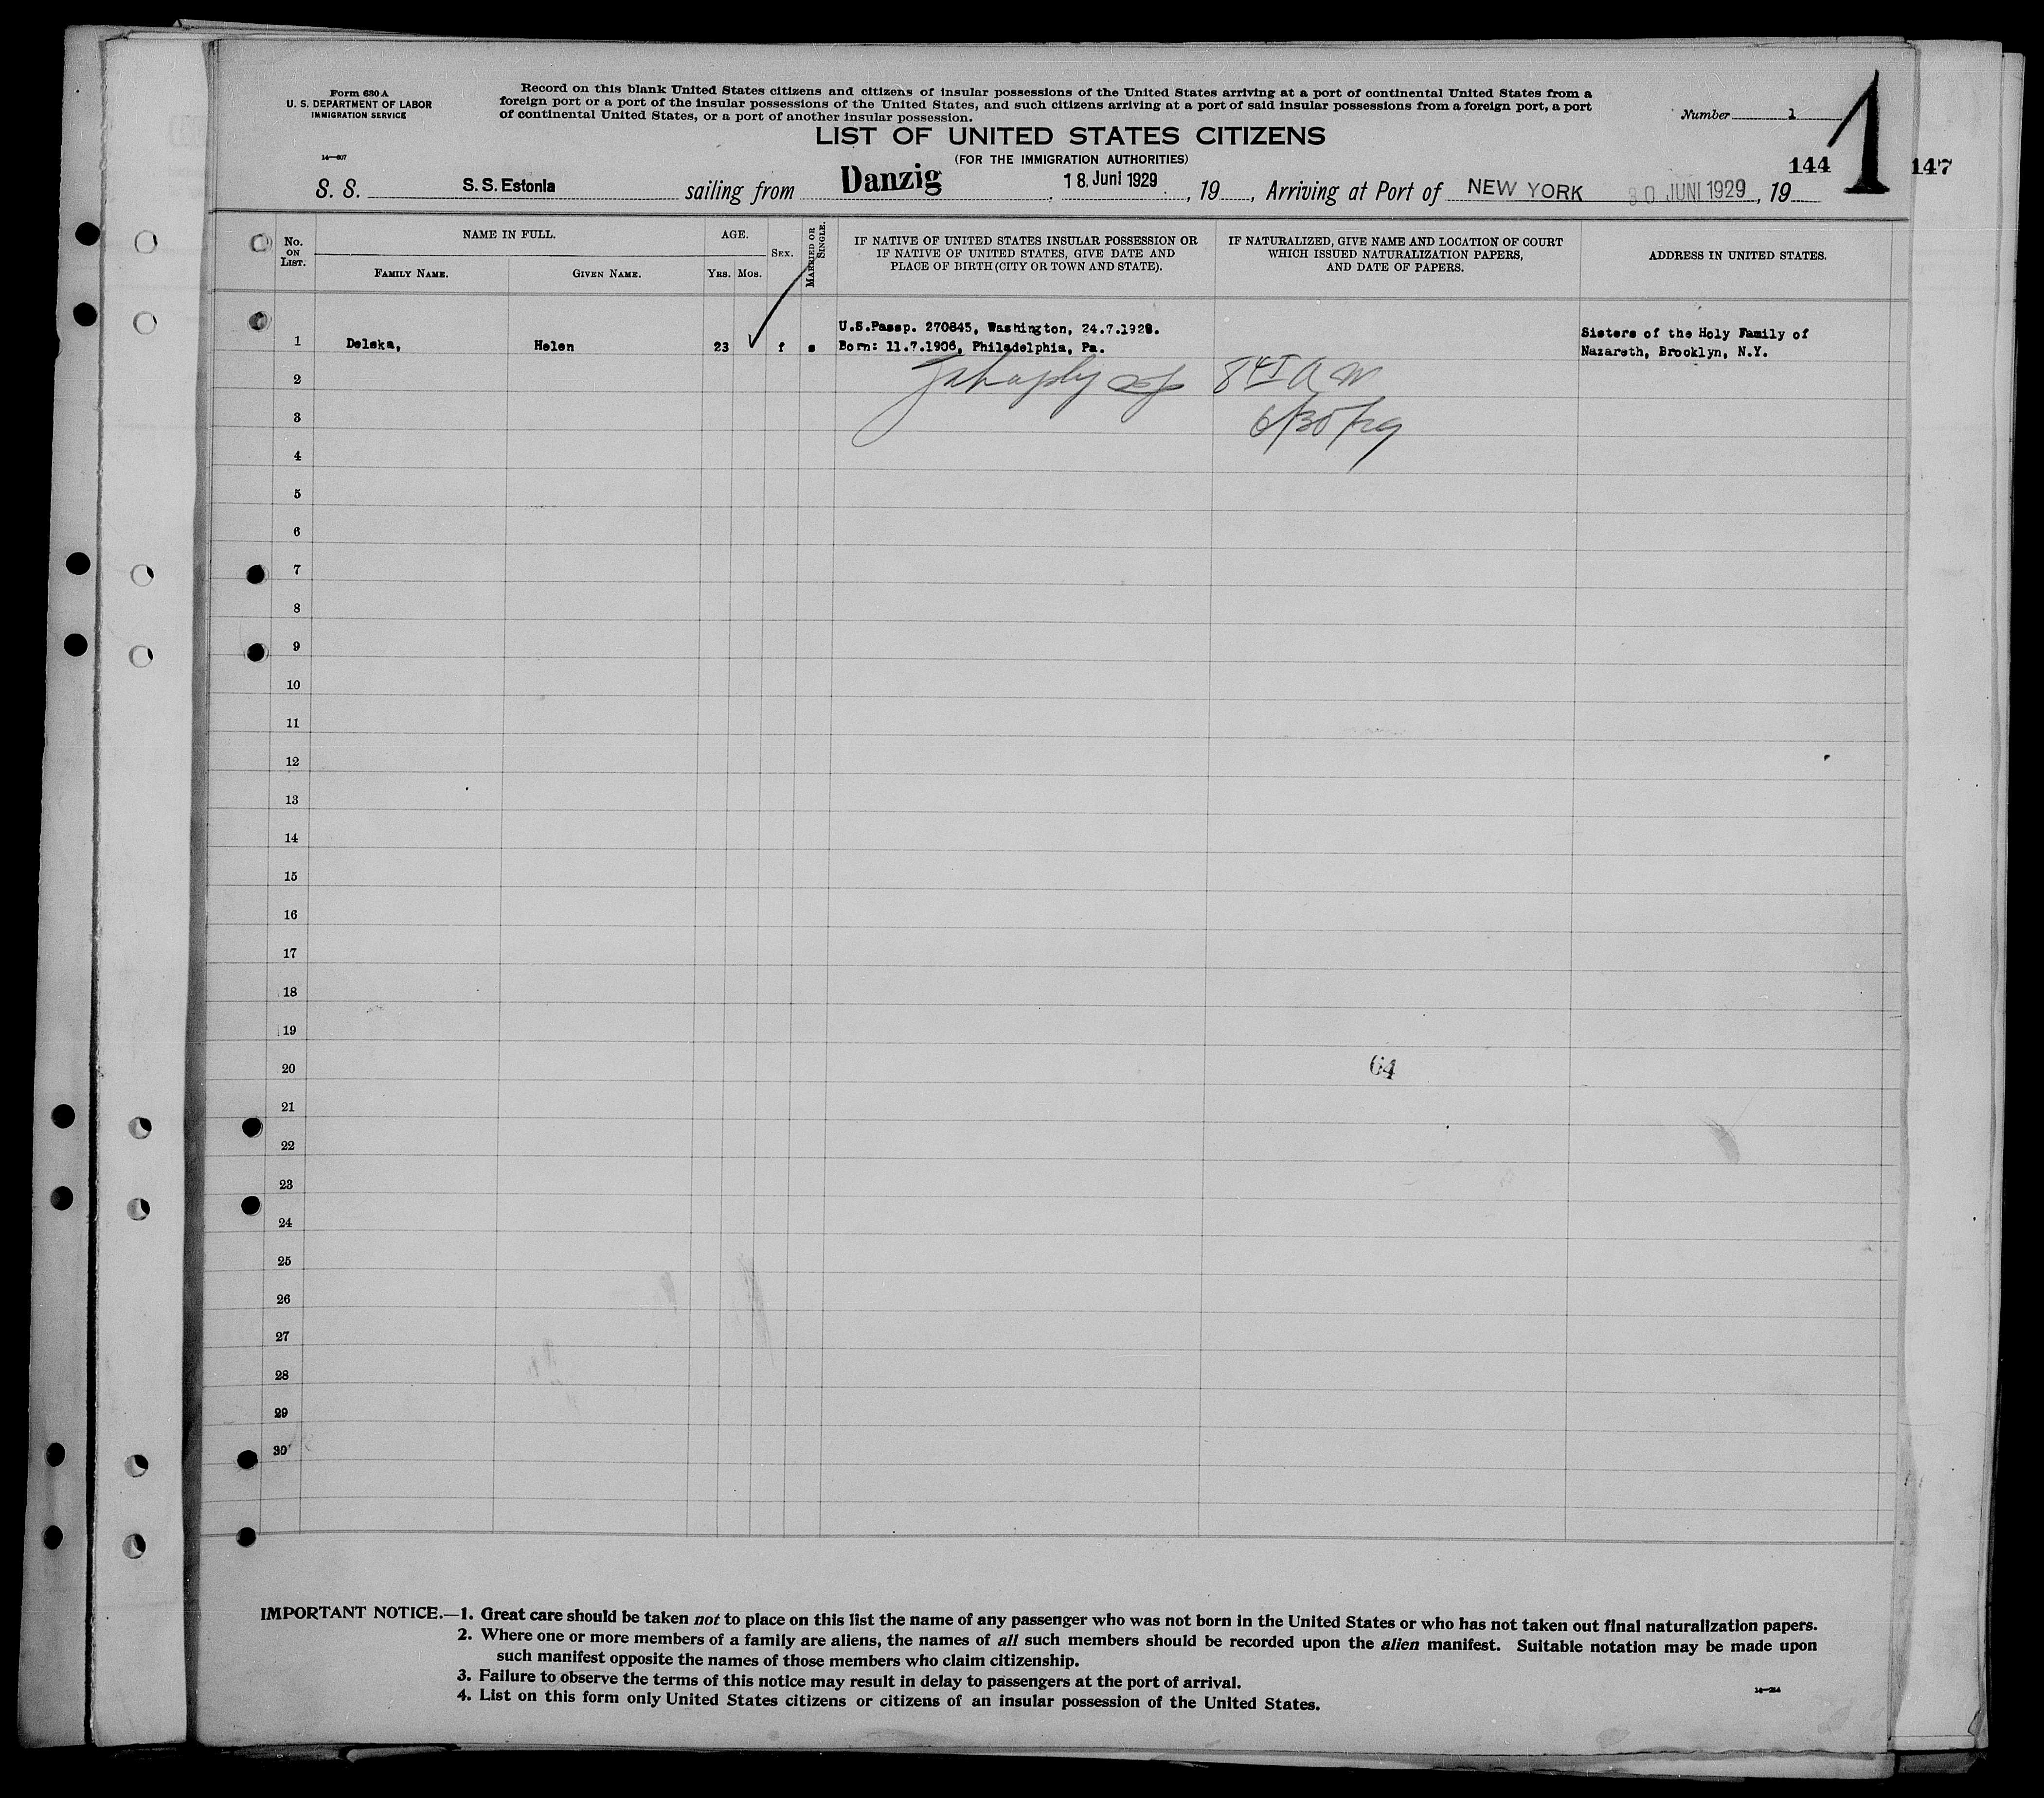 Form 630 A
U. S. DEPARTMENT OF LABOR
IMMIGRATION SERVICE
14—607
Record on this blank United States citizens and citizens of insular possessions of the United States arriving at a port of continental United States from a
foreign port or a port of the insular possessions of the United States, and such citizens arriving at a port of said insular possessions from a foreign port, a port
of continental United States, or a port of another insular possession.
Number 1
1
LIST OF UNITED STATES CITIZENS
(FOR THE IMMIGRATION AUTHORITIES)
144
147
S. S. S. S. Estonia sailing from Danzig, 18. Juni 1929, 19, Arriving at Port of NEW YORK 30 JUNI 1929, 19
No. ON LIST.
NAME IN FULL.
FAMILY NAME.
GIVEN NAME.
AGE.
YRS.
MOS.
SEX.
MARRIED OR SINGLE.
IF NATIVE OF UNITED STATES INSULAR POSSESSION OR
IF NATIVE OF UNITED STATES, GIVE DATE AND
PLACE OF BIRTH (CITY OR TOWN AND STATE).
IF NATURALIZED, GIVE NAME AND LOCATION OF COURT
WHICH ISSUED NATURALIZATION PAPERS,
AND DATE OF PAPERS.
ADDRESS IN UNITED STATES.
U.S.Passp. 270845, Washington, 24.7.1928.
Sisters of the Holy Family of
1 Delska, Helen 23 f s Born: 11.7.1906, Philadelphia, Pa.
Nazareth, Brooklyn, N.Y.
2
3
6/30/29
4
5
6
7
8
9
10
11
12
13
14
15
16
17
18
19
20
64
21
22
23
24
25
26
27
28
29
30
IMPORTANT NOTICE.—1. Great care should be taken not to place on this list the name of any passenger who was not born in the United States or who has not taken out final naturalization papers.
2. Where one or more members of a family are aliens, the names of all such members should be recorded upon the alien manifest. Suitable notation may be made upon
such manifest opposite the names of those members who claim citizenship.
3. Failure to observe the terms of this notice may result in delay to passengers at the port of arrival.
4. List on this form only United States citizens or citizens of an insular possession of the United States.